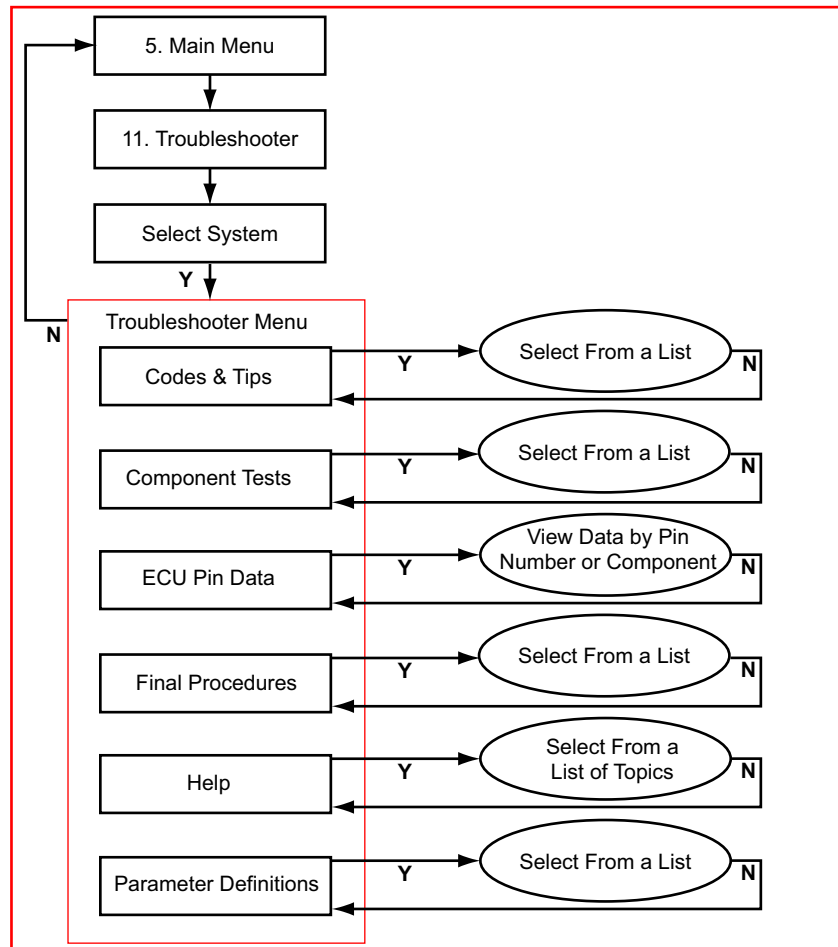 5. Main Menu
11. Troubleshooter
Select System
Y
N
Troubleshooter Menu
Codes & Tips
Y
Select From a List
N
Component Tests
Y
Select From a List
N
ECU Pin Data
Y
View Data by Pin
Number or Component
N
Final Procedures
Y
Select From a List
N
Help
Y
Select From a
List of Topics
N
Parameter Definitions
Y
Select From a List
N